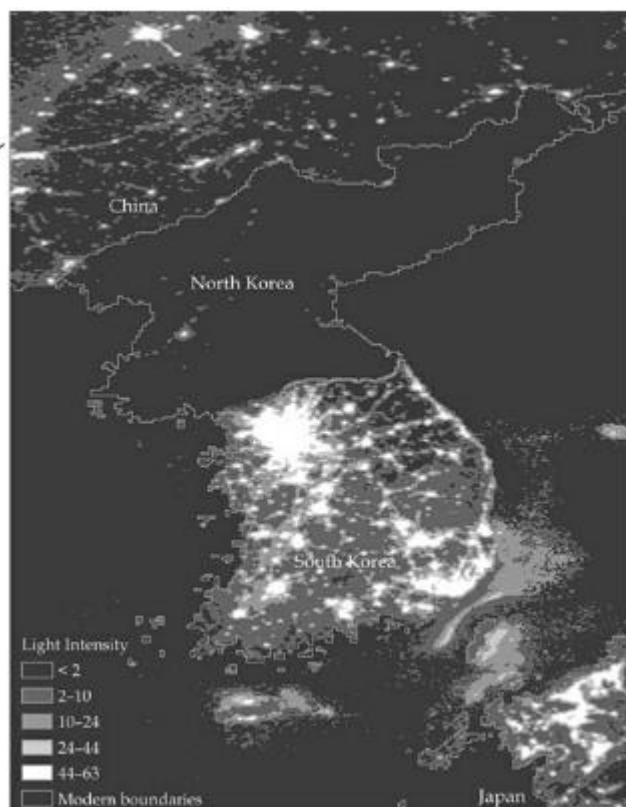 China
North Korea
South Korea
Light Intensity
< 2
2–10
10–24
24–44
44–63
Modern boundaries
Japan